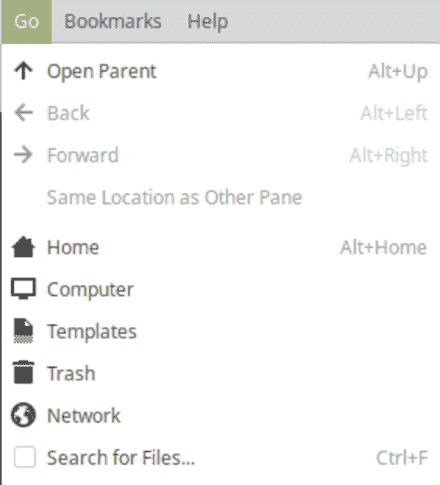 Go Bookmarks Help
Open Parent Alt+Up
Back Alt+Left
Forward Alt+Right
Same Location as Other Pane
Home Alt+Home
Computer
Templates
Trash
Network
Search for Files... Ctrl+F